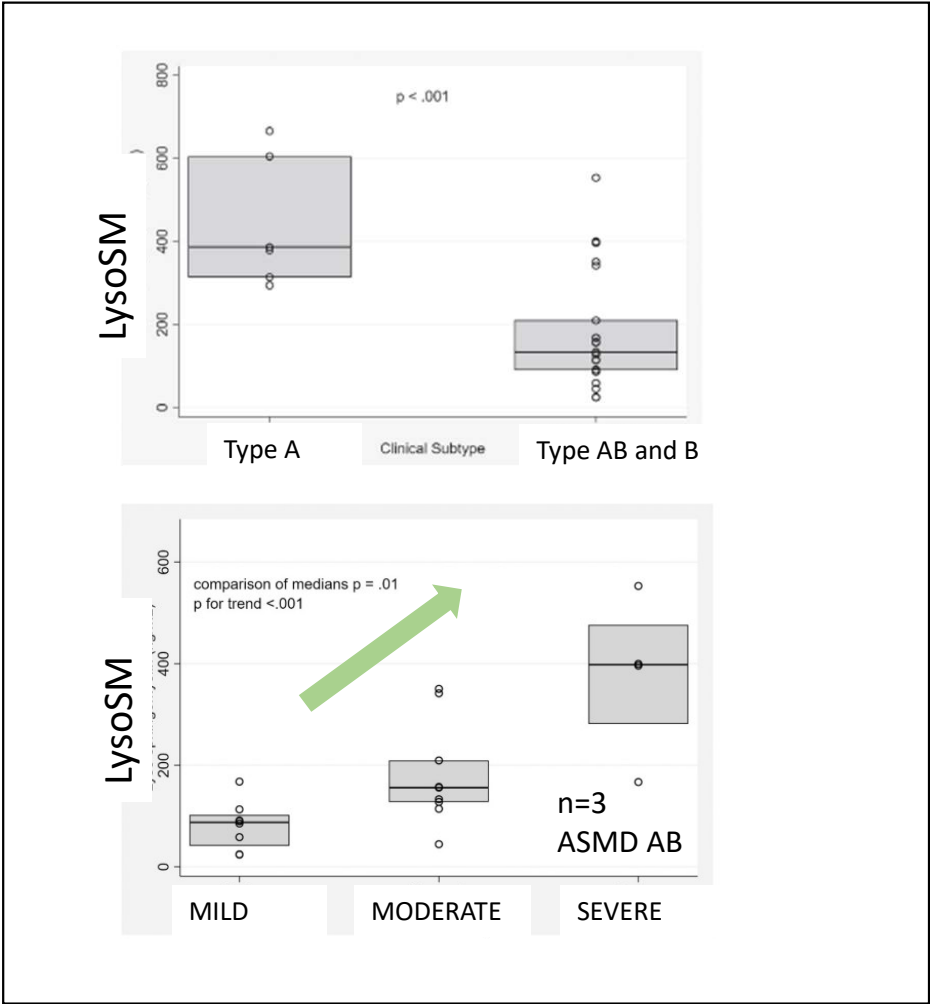 800
p < .001
600
LysoSM
400
200
0
Type A
Clinical Subtype
Type AB and B
600
comparison of medians p = .01
p for trend <.001
LysoSM
400
200
n=3
ASMD AB
0
MILD
MODERATE
SEVERE